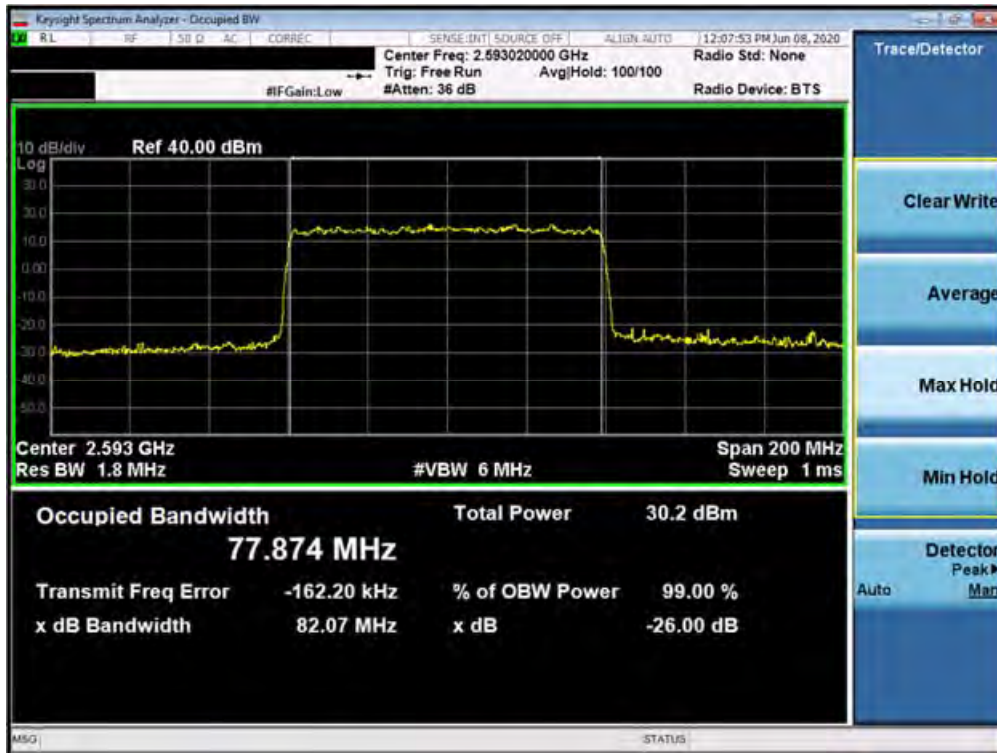 Keysight Spectrum Analyzer - Occupied BW
RL RF 50 Ω AC CORREC SENSE:INT SOURCE OFF ALIGN AUTO 12:07:53 PM Jun 08, 2020
Center Freq: 2.593020000 GHz Radio Std: None
Trig: Free Run Avg|Hold: 100/100
#IFGain:Low #Atten: 36 dB Radio Device: BTS
Trace/Detector
10 dB/div Ref 40.00 dBm
Log
30.0
20.0
10.0
0.00
-10.0
-20.0
-30.0
-40.0
-50.0
Center 2.593 GHz Span 200 MHz
Res BW 1.8 MHz #VBW 6 MHz Sweep 1 ms
Occupied Bandwidth Total Power 30.2 dBm
77.874 MHz
Transmit Freq Error -162.20 kHz % of OBW Power 99.00 %
x dB Bandwidth 82.07 MHz x dB -26.00 dB
Clear Write
Average
Max Hold
Min Hold
Detector
Peak
Auto Man
MSG STATUS